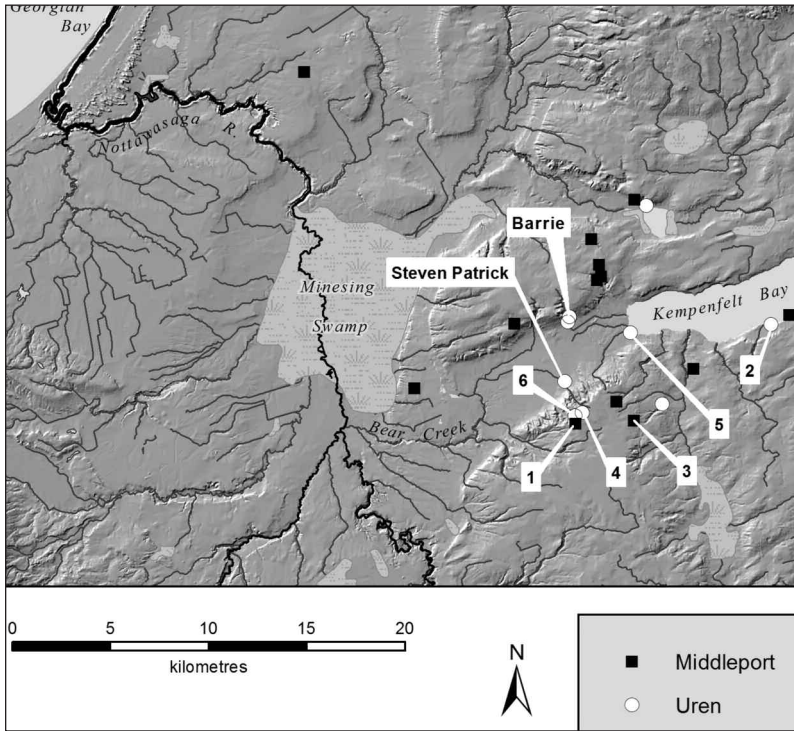 Georgian
Bay
Nottawasaga R.
Barrie
Steven Patrick
Minesing
Swamp
Kempenfelt Bay
2
6
5
Bear Creek
1
4
3
0 5 10 15 20
kilometres
N
Middleport
Uren